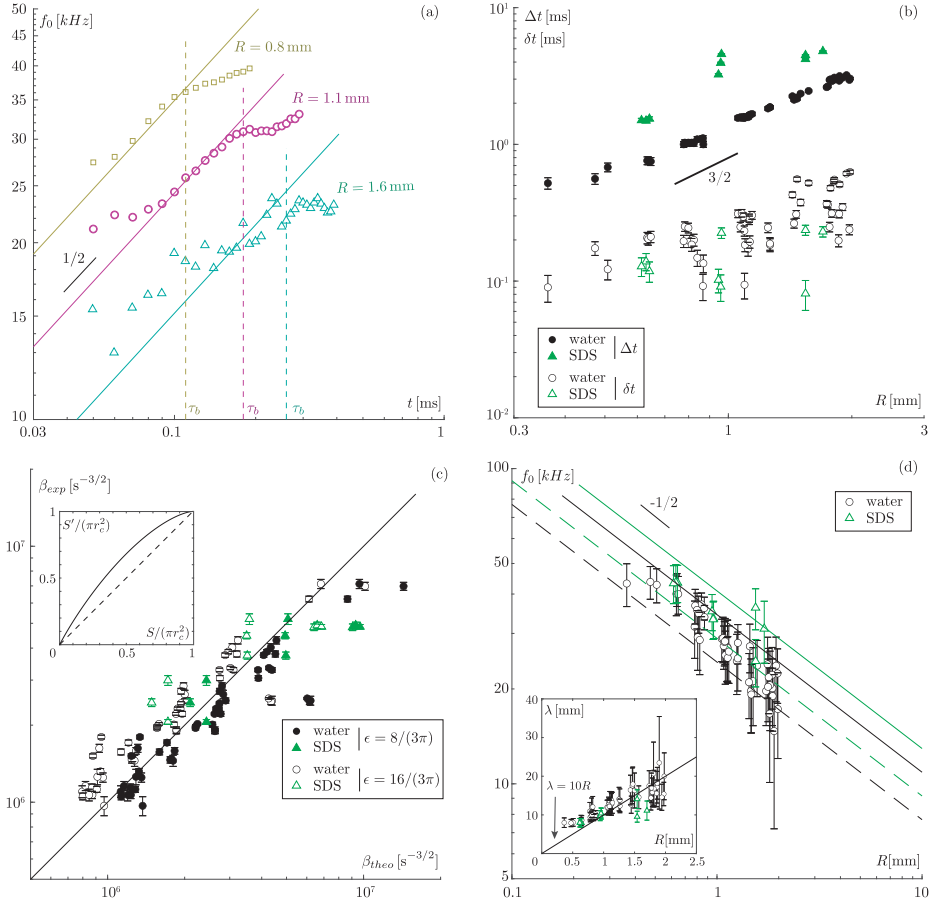 f₀ [kHz]
(a)
50
45
40
35
30
25
20
15
10
R = 0.8 mm
R = 1.1 mm
R = 1.6 mm
1/2
τ_b
τ_b
τ_b
t [ms]
0.03
0.1
1
Δt [ms]
δt [ms]
(b)
10¹
10⁰
10⁻¹
10⁻²
3/2
water
SDS
Δt
water
SDS
δt
R [mm]
0.3
1
3
β_exp [s⁻³/²]
(c)
10⁷
10⁶
1
S′/(πr_c²)
0.5
S/(πr_c²)
0
0.5
1
water
SDS
ϵ = 8/(3π)
water
SDS
ϵ = 16/(3π)
β_theo [s⁻³/²]
10⁶
10⁷
100
f₀ [kHz]
(d)
-1/2
water
SDS
50
20
10
5
λ [mm]
40
30
20
10
λ = 10R
R [mm]
0
0.5
1
1.5
2
2.5
R [mm]
0.1
1
10